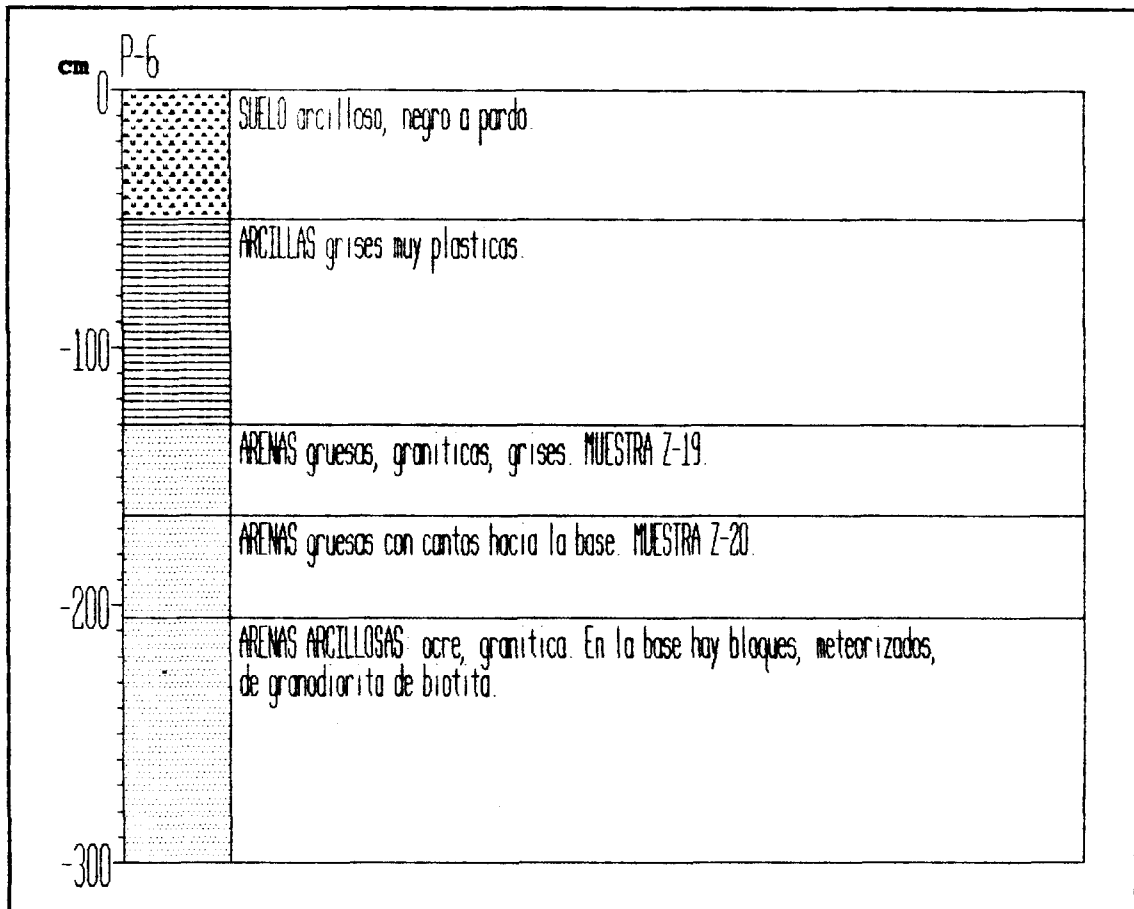 cm P-6
0
SUELO arcilloso, negro a pardo.
ARCILLAS grises muy plasticas.
-100
ARENAS gruesas, graniticas, grises. MUESTRA Z-19.
ARENAS gruesas con cantos hacia la base. MUESTRA Z-20.
-200
ARENAS ARCILLOSAS ocre, granitica. En la base hay bloques, meteorizados,
de granodiorita de biotita.
-300